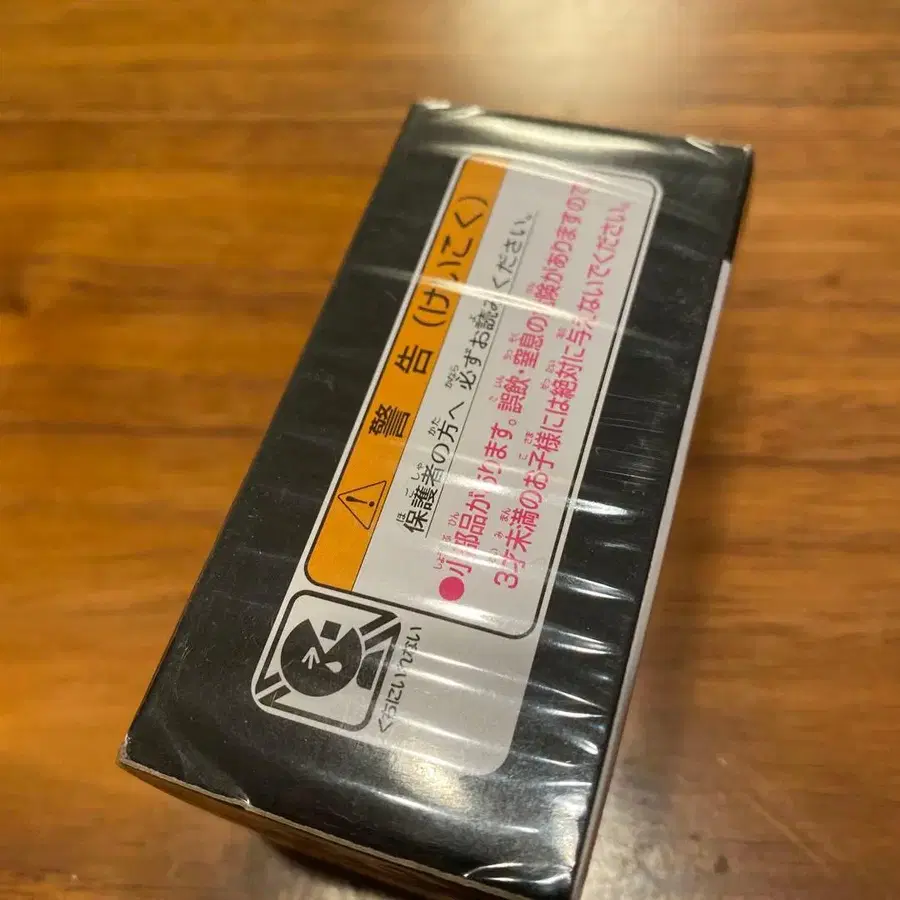 警告(けいこく)
保護者の方へ 必ずお読みください。
●小部品があります。誤飲・窒息の危険がありますので
3才未満のお子様には絶対に与えないでください。
くちにいれない